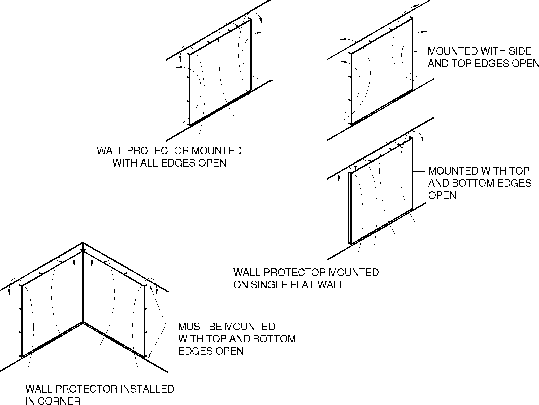 MOUNTED WITH SIDE
AND TOP EDGES OPEN
WALL PROTECTOR MOUNTED
WITH ALL EDGES OPEN
MOUNTED WITH TOP
AND BOTTOM EDGES
OPEN
WALL PROTECTOR MOUNTED
ON SINGLE FLAT WALL
MUST BE MOUNTED
WITH TOP AND BOTTOM
EDGES OPEN
WALL PROTECTOR INSTALLED
IN CORNER